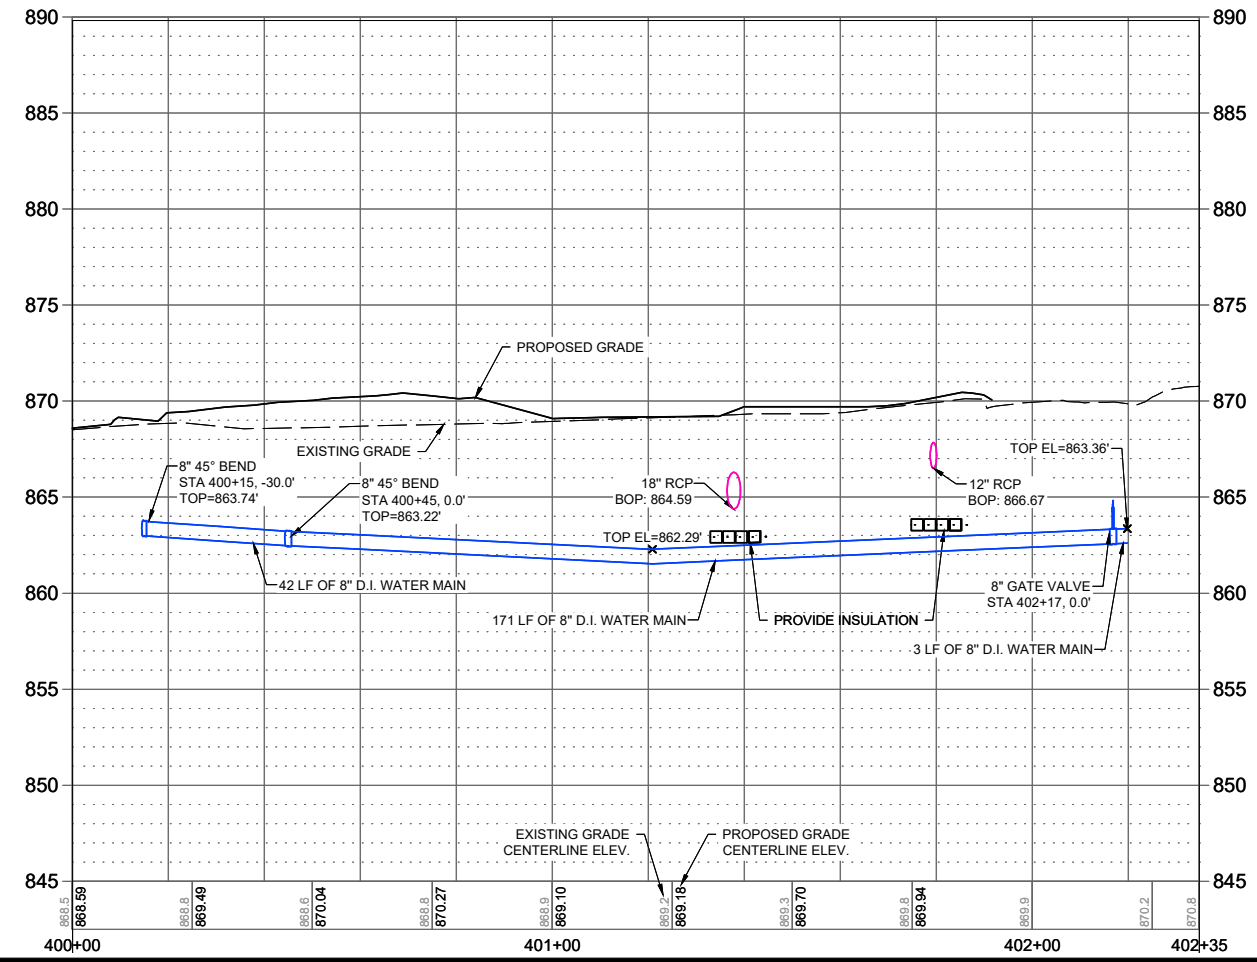 890
890
885
885
880
880
875
875
PROPOSED GRADE
870
870
EXISTING GRADE
TOP EL=863.36'
8" 45° BEND
STA 400+15, -30.0'
TOP=863.74'
8" 45° BEND
STA 400+45, 0.0'
TOP=863.22'
18" RCP
BOP: 864.59
12" RCP
BOP: 866.67
865
865
TOP EL=862.29'
42 LF OF 8" D.I. WATER MAIN
8" GATE VALVE
STA 402+17, 0.0'
860
860
171 LF OF 8" D.I. WATER MAIN
PROVIDE INSULATION
3 LF OF 8" D.I. WATER MAIN
855
855
850
850
EXISTING GRADE
CENTERLINE ELEV.
PROPOSED GRADE
CENTERLINE ELEV.
845
845
868.5
868.59
868.8
869.49
868.6
870.04
868.8
870.27
868.9
869.10
869.2
869.18
869.3
869.70
869.8
869.94
869.9
870.2
870.8
400+00
401+00
402+00
402+35